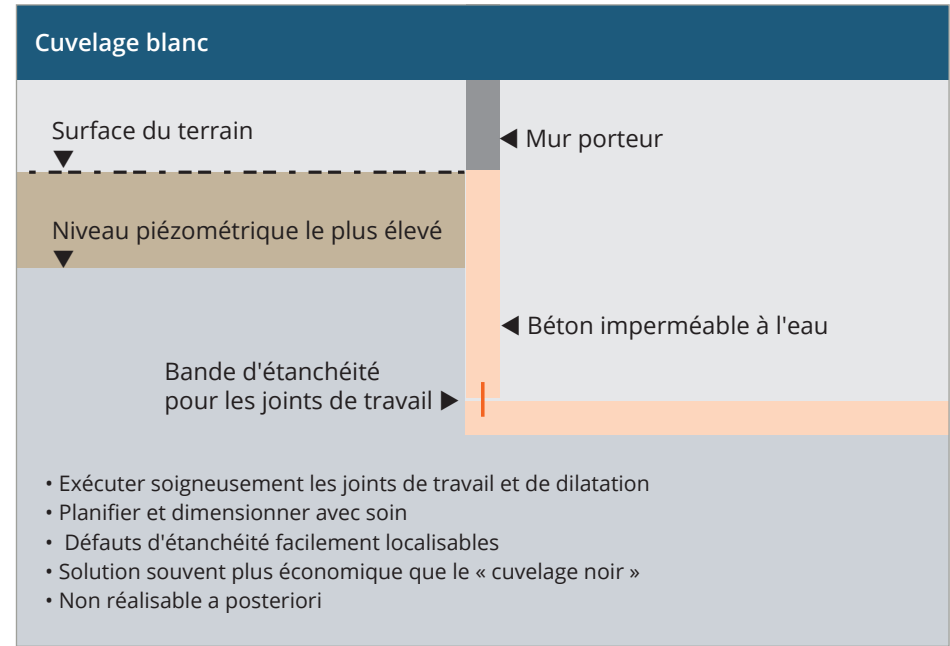 Cuvelage blanc
Surface du terrain
Mur porteur
Niveau piézométrique le plus élevé
Béton imperméable à l'eau
Bande d'étanchéité
pour les joints de travail
• Exécuter soigneusement les joints de travail et de dilatation
• Planifier et dimensionner avec soin
• Défauts d'étanchéité facilement localisables
• Solution souvent plus économique que le « cuvelage noir »
• Non réalisable a posteriori